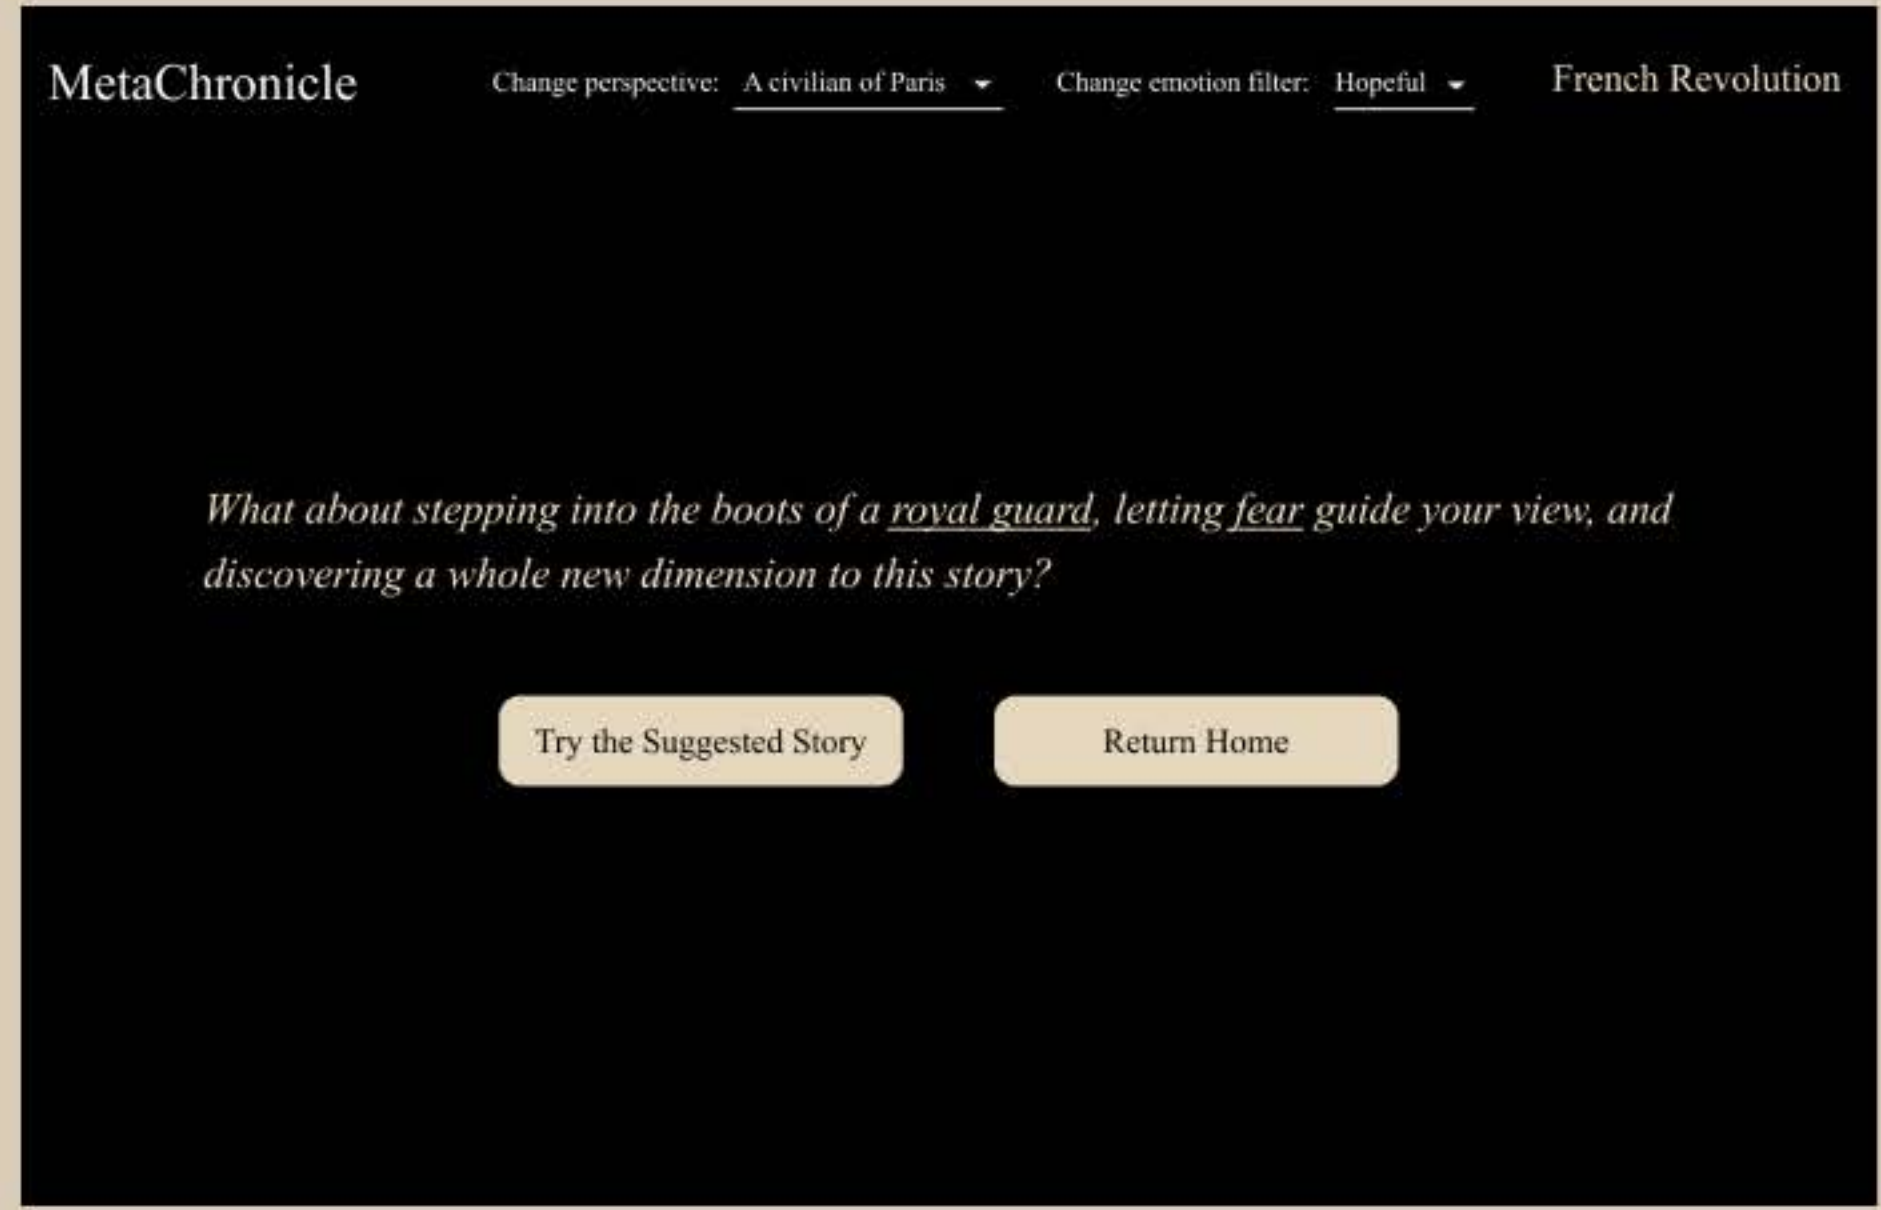 MetaChronicle
Change perspective: A civilian of Paris
Change emotion filter: Hopeful
French Revolution
What about stepping into the boots of a royal guard, letting fear guide your view, and
discovering a whole new dimension to this story?
Try the Suggested Story
Return Home